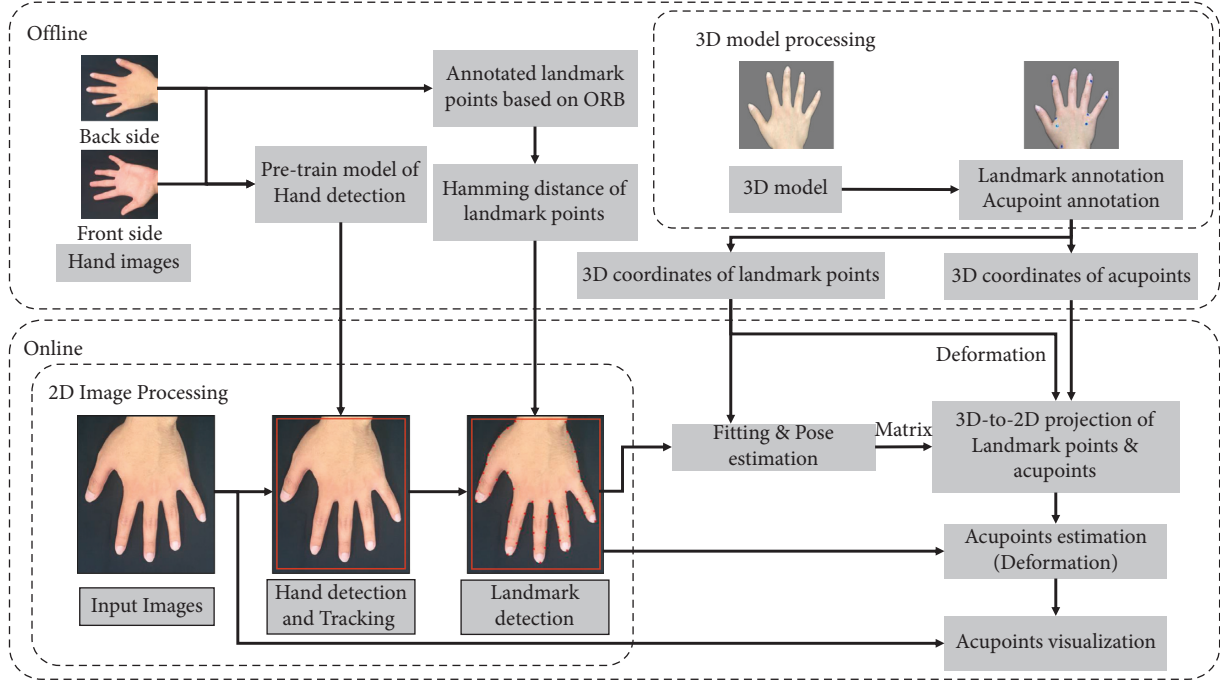 Offline
Back side
Front side
Hand images
Pre-train model of
Hand detection
Annotated landmark
points based on ORB
Hamming distance of
landmark points
3D model processing
3D model
Landmark annotation
Acupoint annotation
3D coordinates of landmark points
3D coordinates of acupoints
Online
2D Image Processing
Input Images
Hand detection
and Tracking
Landmark
detection
Fitting & Pose
estimation
Matrix
Deformation
3D-to-2D projection of
Landmark points &
acupoints
Acupoints estimation
(Deformation)
Acupoints visualization